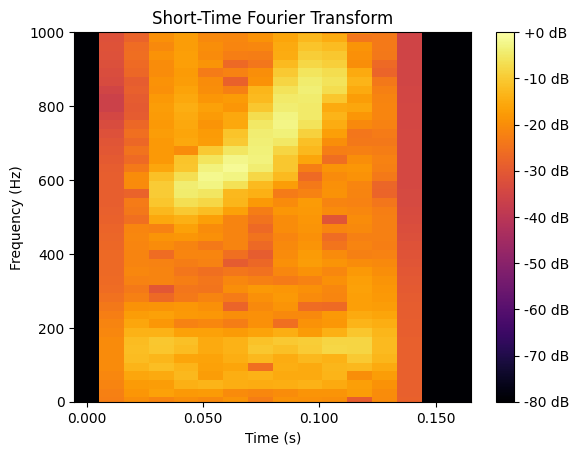 Short-Time Fourier Transform
1000
800
600
400
200
0
Frequency (Hz)
0.000
0.050
0.100
0.150
Time (s)
+0 dB
-10 dB
-20 dB
-30 dB
-40 dB
-50 dB
-60 dB
-70 dB
-80 dB